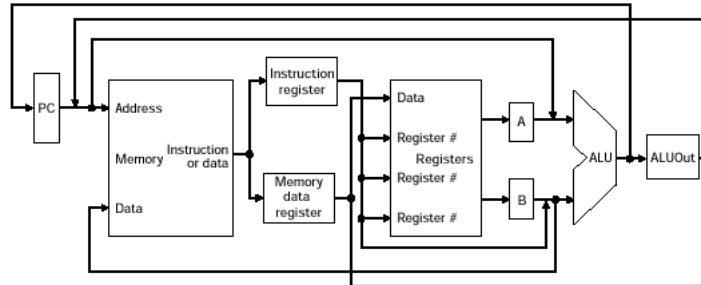 PC
Address
Memory
Instruction
or data
Data
Instruction
register
Memory
data
register
Data
Register #
Registers
Register #
Register #
A
B
ALU
ALUOut